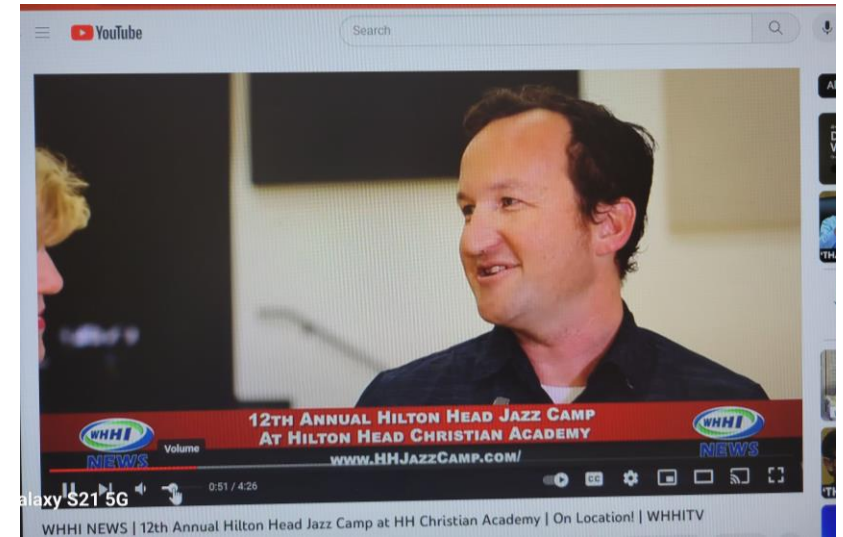 YouTube
Search
Al
12TH ANNUAL HILTON HEAD JAZZ CAMP
AT HILTON HEAD CHRISTIAN ACADEMY
WWW.HHJAZZCAMP.COM/
WHHI
NEWS
WHHI
NEWS
Volume
0:51 / 4:26
CC
alaxy S21 5G
WHHI NEWS | 12th Annual Hilton Head Jazz Camp at HH Christian Academy | On Location! | WHHITV